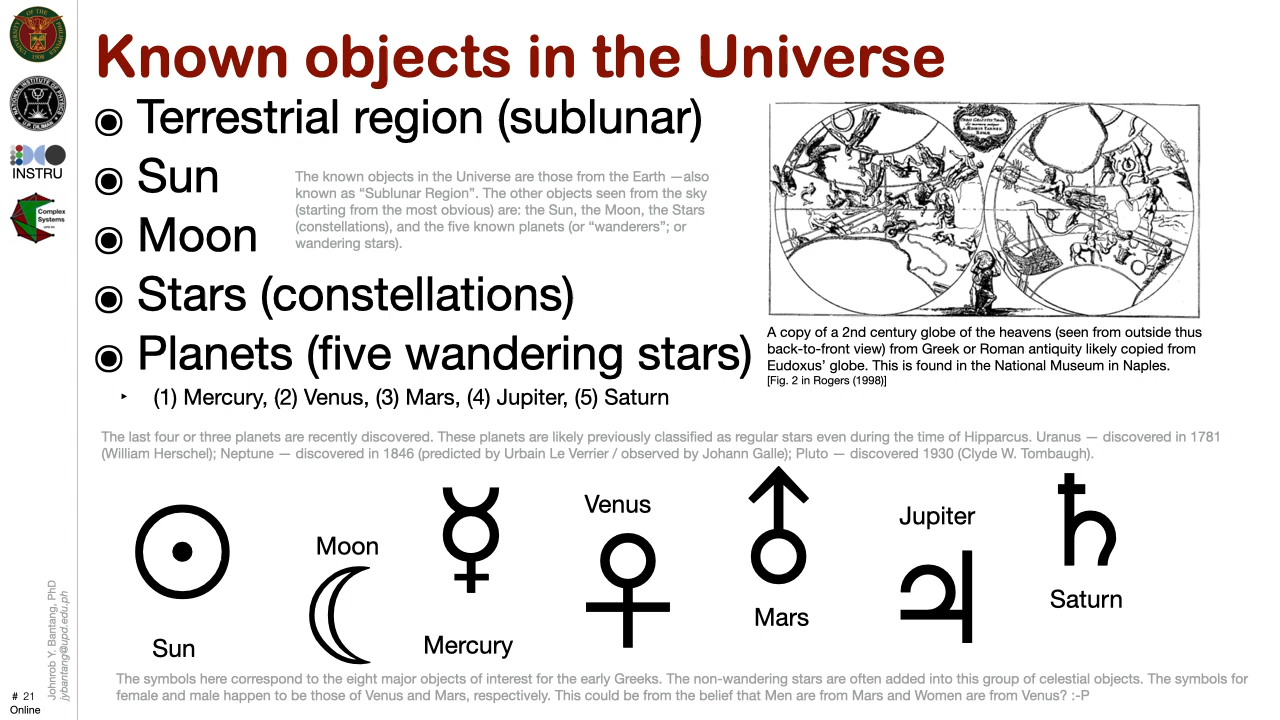 Known objects in the Universe
Terrestrial region (sublunar)
Sun
Moon
Stars (constellations)
Planets (five wandering stars)
(1) Mercury, (2) Venus, (3) Mars, (4) Jupiter, (5) Saturn
The known objects in the Universe are those from the Earth —also
known as “Sublunar Region”. The other objects seen from the sky
(starting from the most obvious) are: the Sun, the Moon, the Stars
(constellations), and the five known planets (or “wanderers”; or
wandering stars).
A copy of a 2nd century globe of the heavens (seen from outside thus
back-to-front view) from Greek or Roman antiquity likely copied from
Eudoxus’ globe. This is found in the National Museum in Naples.
[Fig. 2 in Rogers (1998)]
The last four or three planets are recently discovered. These planets are likely previously classified as regular stars even during the time of Hipparcus. Uranus — discovered in 1781
(William Herschel); Neptune — discovered in 1846 (predicted by Urbain Le Verrier / observed by Johann Galle); Pluto — discovered 1930 (Clyde W. Tombaugh).
Sun
Moon
Mercury
Venus
Mars
Jupiter
Saturn
The symbols here correspond to the eight major objects of interest for the early Greeks. The non-wandering stars are often added into this group of celestial objects. The symbols for
female and male happen to be those of Venus and Mars, respectively. This could be from the belief that Men are from Mars and Women are from Venus? :-P
INSTRU
Complex
Systems
Johnrob Y. Bantang, PhD
jybantang@upd.edu.ph
# 21
Online